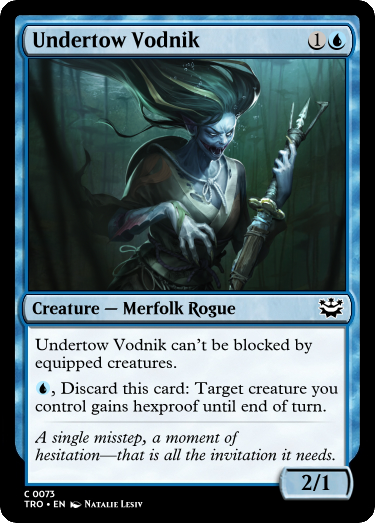 Undertow Vodnik 1
Creature — Merfolk Rogue
Undertow Vodnik can't be blocked by
equipped creatures.
, Discard this card: Target creature you
control gains hexproof until end of turn.
A single misstep, a moment of
hesitation—that is all the invitation it needs.
2/1
C 0073
TRO • EN Natalie Lesiv